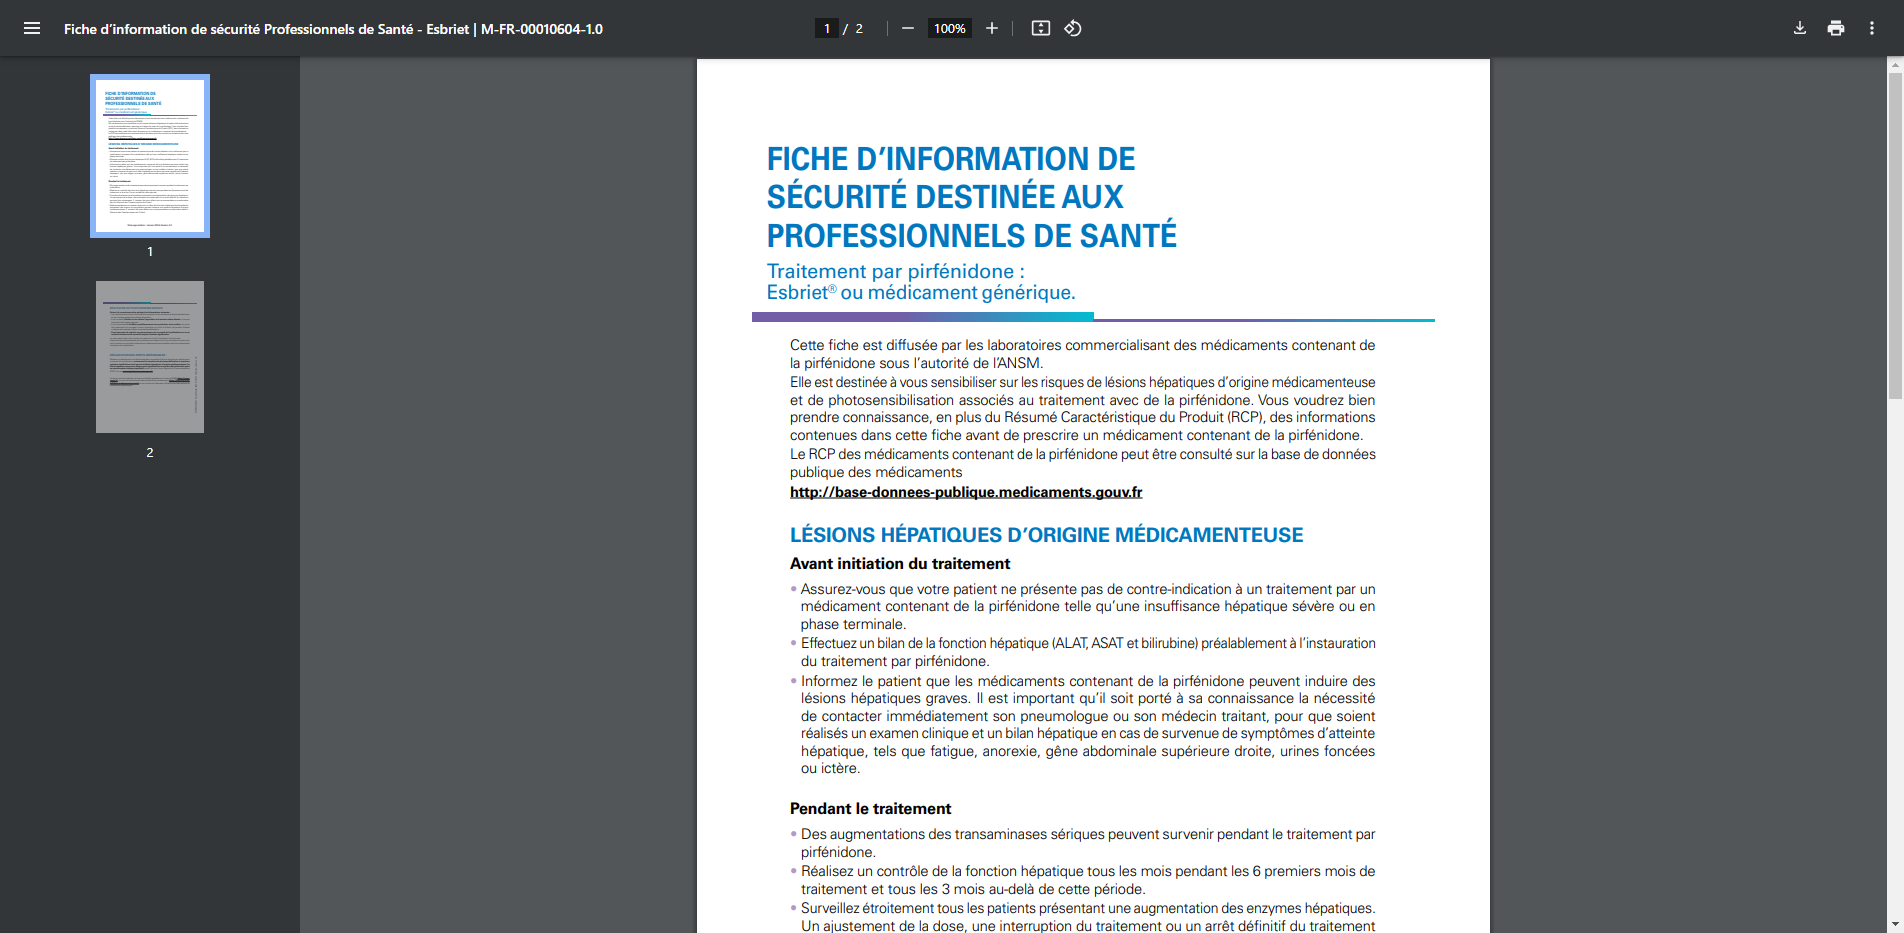 Fiche d’information de sécurité Professionnels de Santé - Esbriet | M-FR-00010604-1.0
1 / 2
100%
1
2
FICHE D’INFORMATION DE
SÉCURITÉ DESTINÉE AUX
PROFESSIONNELS DE SANTÉ
Traitement par pirfénidone :
Esbriet® ou médicament générique.
Cette fiche est diffusée par les laboratoires commercialisant des médicaments contenant de
la pirfénidone sous l’autorité de l’ANSM.
Elle est destinée à vous sensibiliser sur les risques de lésions hépatiques d’origine médicamenteuse
et de photosensibilisation associés au traitement avec de la pirfénidone. Vous voudrez bien
prendre connaissance, en plus du Résumé Caractéristique du Produit (RCP), des informations
contenues dans cette fiche avant de prescrire un médicament contenant de la pirfénidone.
Le RCP des médicaments contenant de la pirfénidone peut être consulté sur la base de données
publique des médicaments
http://base-donnees-publique.medicaments.gouv.fr
LÉSIONS HÉPATIQUES D’ORIGINE MÉDICAMENTEUSE
Avant initiation du traitement
• Assurez-vous que votre patient ne présente pas de contre-indication à un traitement par un
médicament contenant de la pirfénidone telle qu’une insuffisance hépatique sévère ou en
phase terminale.
• Effectuez un bilan de la fonction hépatique (ALAT, ASAT et bilirubine) préalablement à l’instauration
du traitement par pirfénidone.
• Informez le patient que les médicaments contenant de la pirfénidone peuvent induire des
lésions hépatiques graves. Il est important qu’il soit porté à sa connaissance la nécessité
de contacter immédiatement son pneumologue ou son médecin traitant, pour que soient
réalisés un examen clinique et un bilan hépatique en cas de survenue de symptômes d’atteinte
hépatique, tels que fatigue, anorexie, gêne abdominale supérieure droite, urines foncées
ou ictère.
Pendant le traitement
• Des augmentations des transaminases sériques peuvent survenir pendant le traitement par
pirfénidone.
• Réalisez un contrôle de la fonction hépatique tous les mois pendant les 6 premiers mois de
traitement et tous les 3 mois au-delà de cette période.
• Surveillez étroitement tous les patients présentant une augmentation des enzymes hépatiques.
Un ajustement de la dose, une interruption du traitement ou un arrêt définitif du traitement